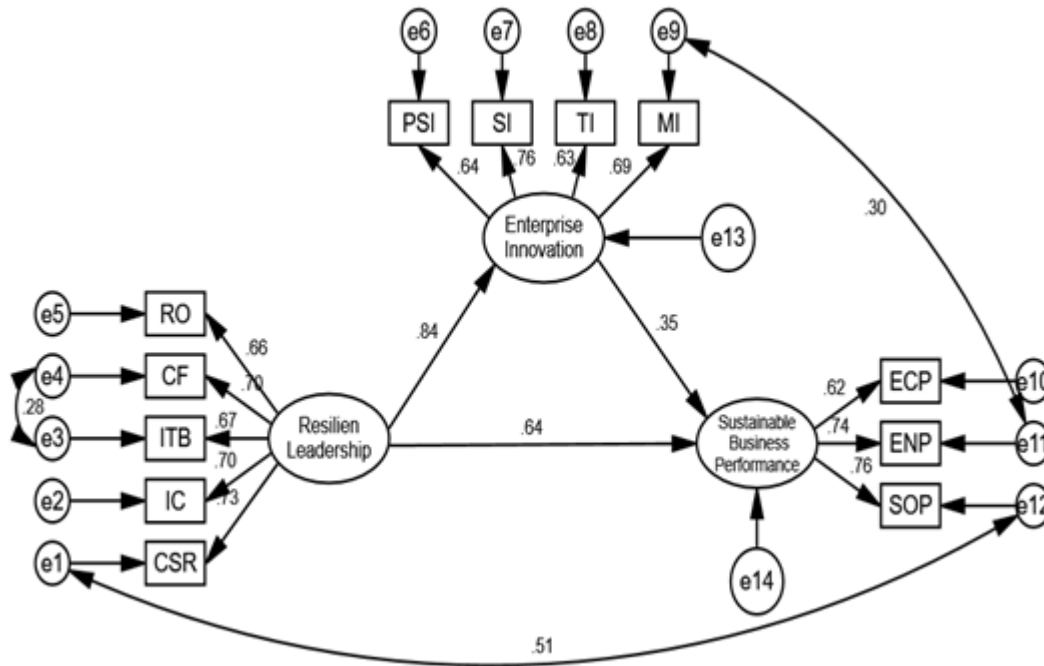 e6
e7
e8
e9
PSI
SI
TI
MI
.64
.76
.63
.69
.30
Enterprise
Innovation
e13
e5
RO
.84
.35
.66
e4
CF
.70
ECP
e10
.62
.28
Resilien
Leadership
.67
e3
ITB
.64
Sustainable
Business
Performance
.74
ENP
e11
.70
.76
e2
IC
.73
SOP
e12
e1
CSR
e14
.51